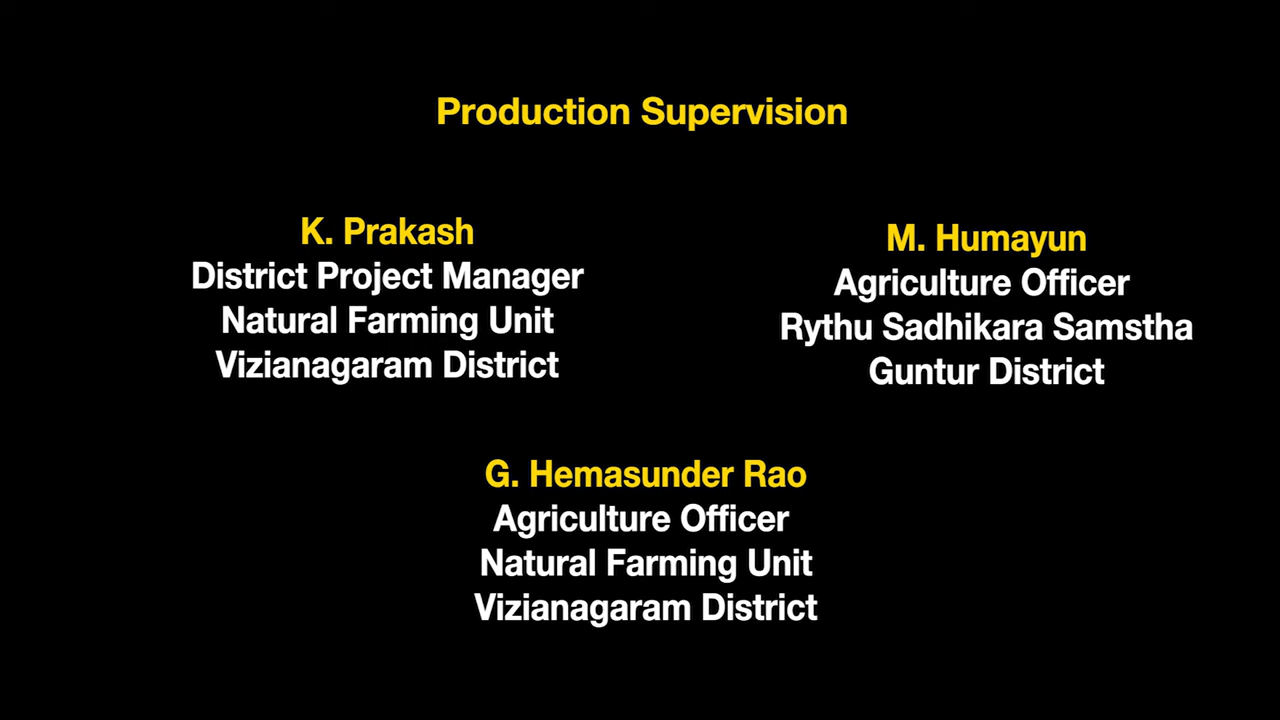 Production Supervision
K. Prakash
District Project Manager
Natural Farming Unit
Vizianagaram District
M. Humayun
Agriculture Officer
Rythu Sadhikara Samstha
Guntur District
G. Hemasunder Rao
Agriculture Officer
Natural Farming Unit
Vizianagaram District